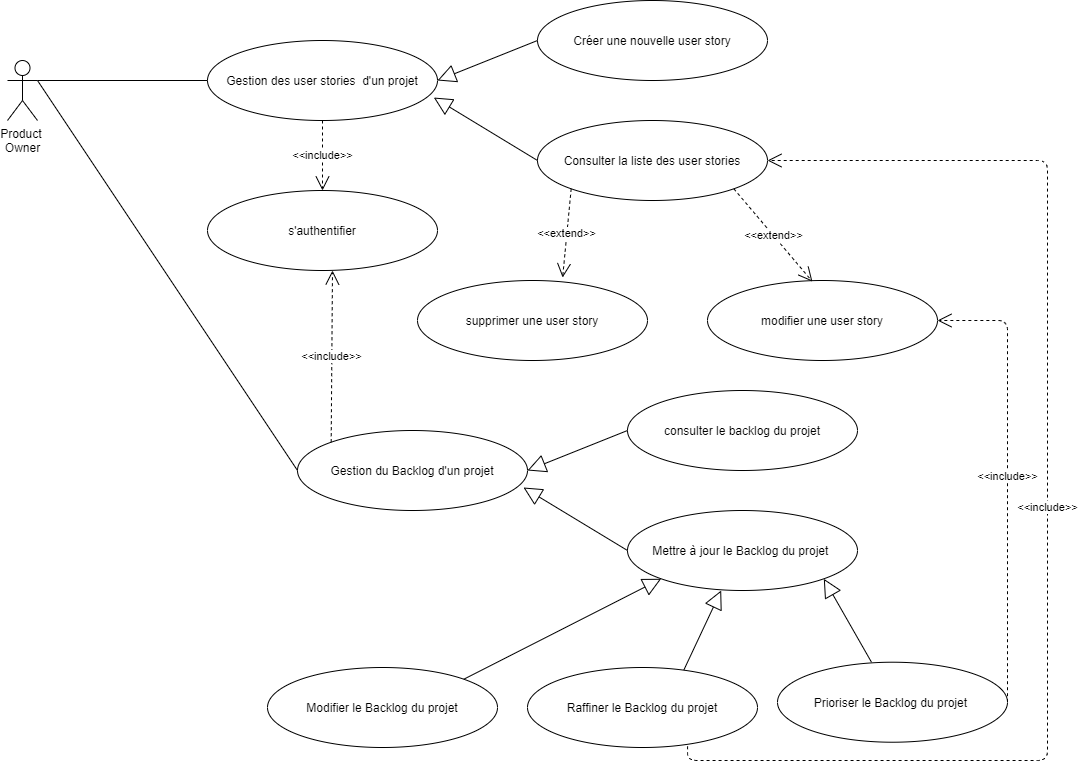 Créer une nouvelle user story
Gestion des user stories  d'un projet
Product
Owner
<<include>>
Consulter la liste des user stories
s'authentifier
<<extend>>
<<extend>>
supprimer une user story
modifier une user story
<<include>>
consulter le backlog du projet
Gestion du Backlog d'un projet
<<include>>
<<include>>
Mettre à jour le Backlog du projet
Modifier le Backlog du projet
Raffiner le Backlog du projet
Prioriser le Backlog du projet